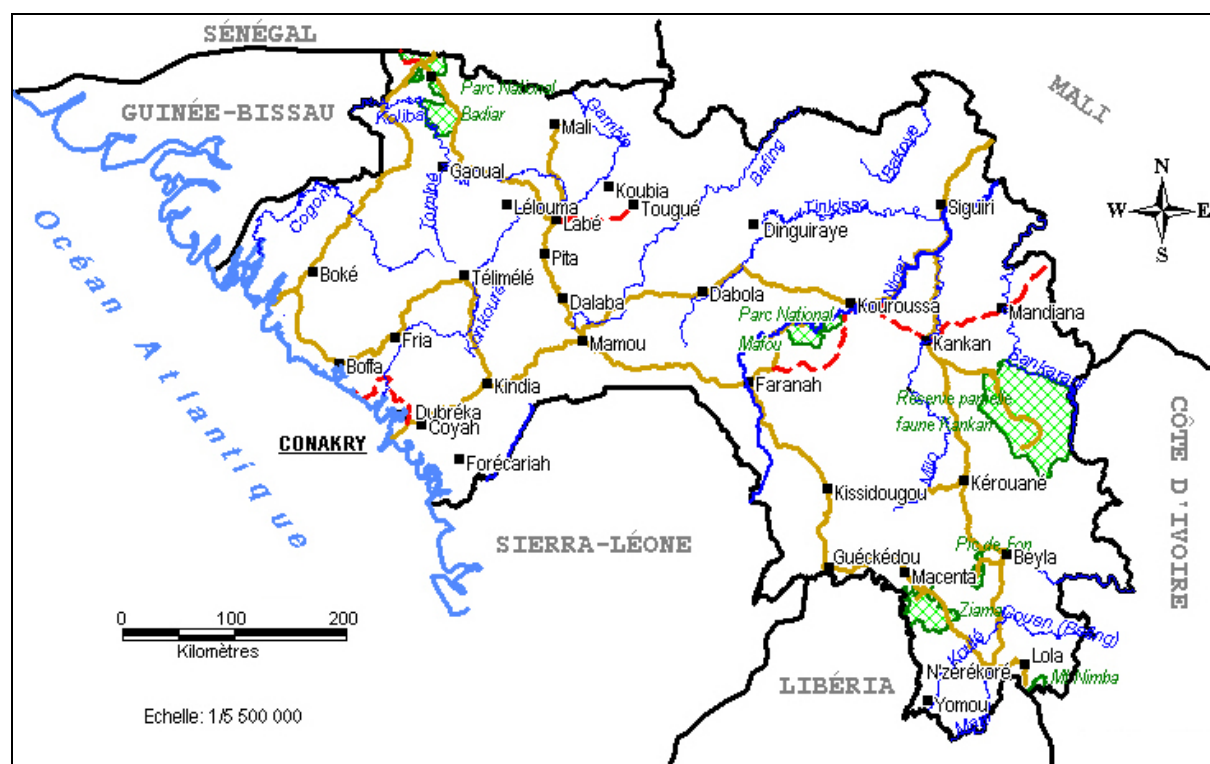 SÉNÉGAL
GUINÉE-BISSAU
MALI
Parc National
Badiar
Koliba
Mali
Gambie
Bafing
Bakoye
N
W E
S
Gaoual
Koubia
Tominé
Lélouma
Tougué
Labé
Cogon
Tinkissa
Siguiri
Dinguiraye
Pita
Boké
Télimélé
Océan Atlantique
Dalaba
Dabola
Niger
Kouroussa
Mandiana
Parc National
Mafou
Konkouré
Fria
Mamou
Kankan
Boffa
Sankarani
Kindia
Faranah
Réserve partielle
faune Kankan
Dubréka
Coyah
CONAKRY
CÔTE D'IVOIRE
Forécariah
Kissidougou
Milo
Kérouané
SIERRA-LÉONE
Pic de Fon
Beyla
Guéckédou
Macenta
Ziama
0 100 200
Kilomètres
Koulé
Lola
N'zérékoré
Mt Nimba
LIBÉRIA
Yomou
Echelle: 1/5 500 000